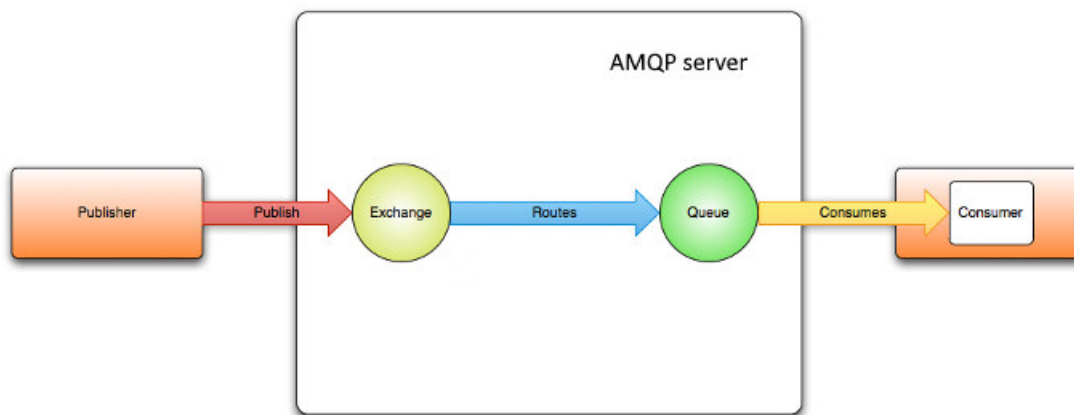 AMQP server
Publisher
Publish
Exchange
Routes
Queue
Consumes
Consumer